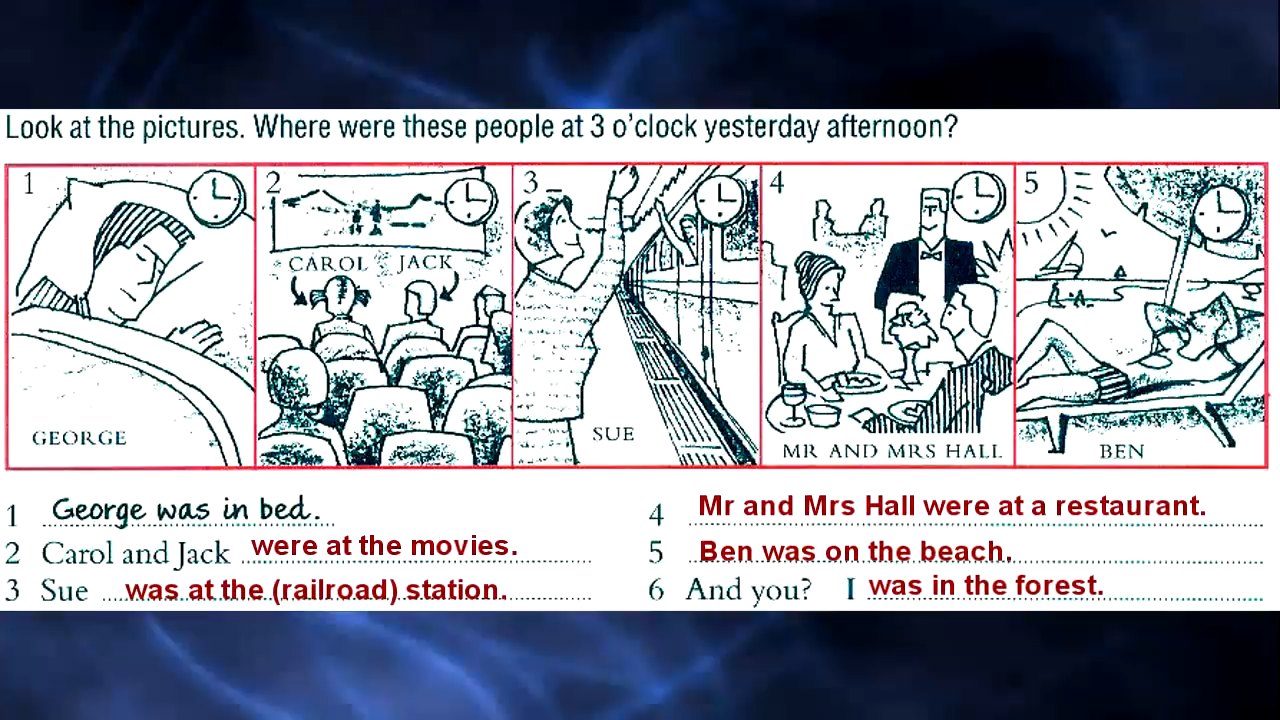 Look at the pictures. Where were these people at 3 o'clock yesterday afternoon?
1 2 3 4 5
CAROL JACK
GEORGE SUE MR AND MRS HALL BEN
1 George was in bed.
2 Carol and Jack were at the movies.
3 Sue was at the (railroad) station.
4 Mr and Mrs Hall were at a restaurant.
5 Ben was on the beach.
6 And you? I was in the forest.